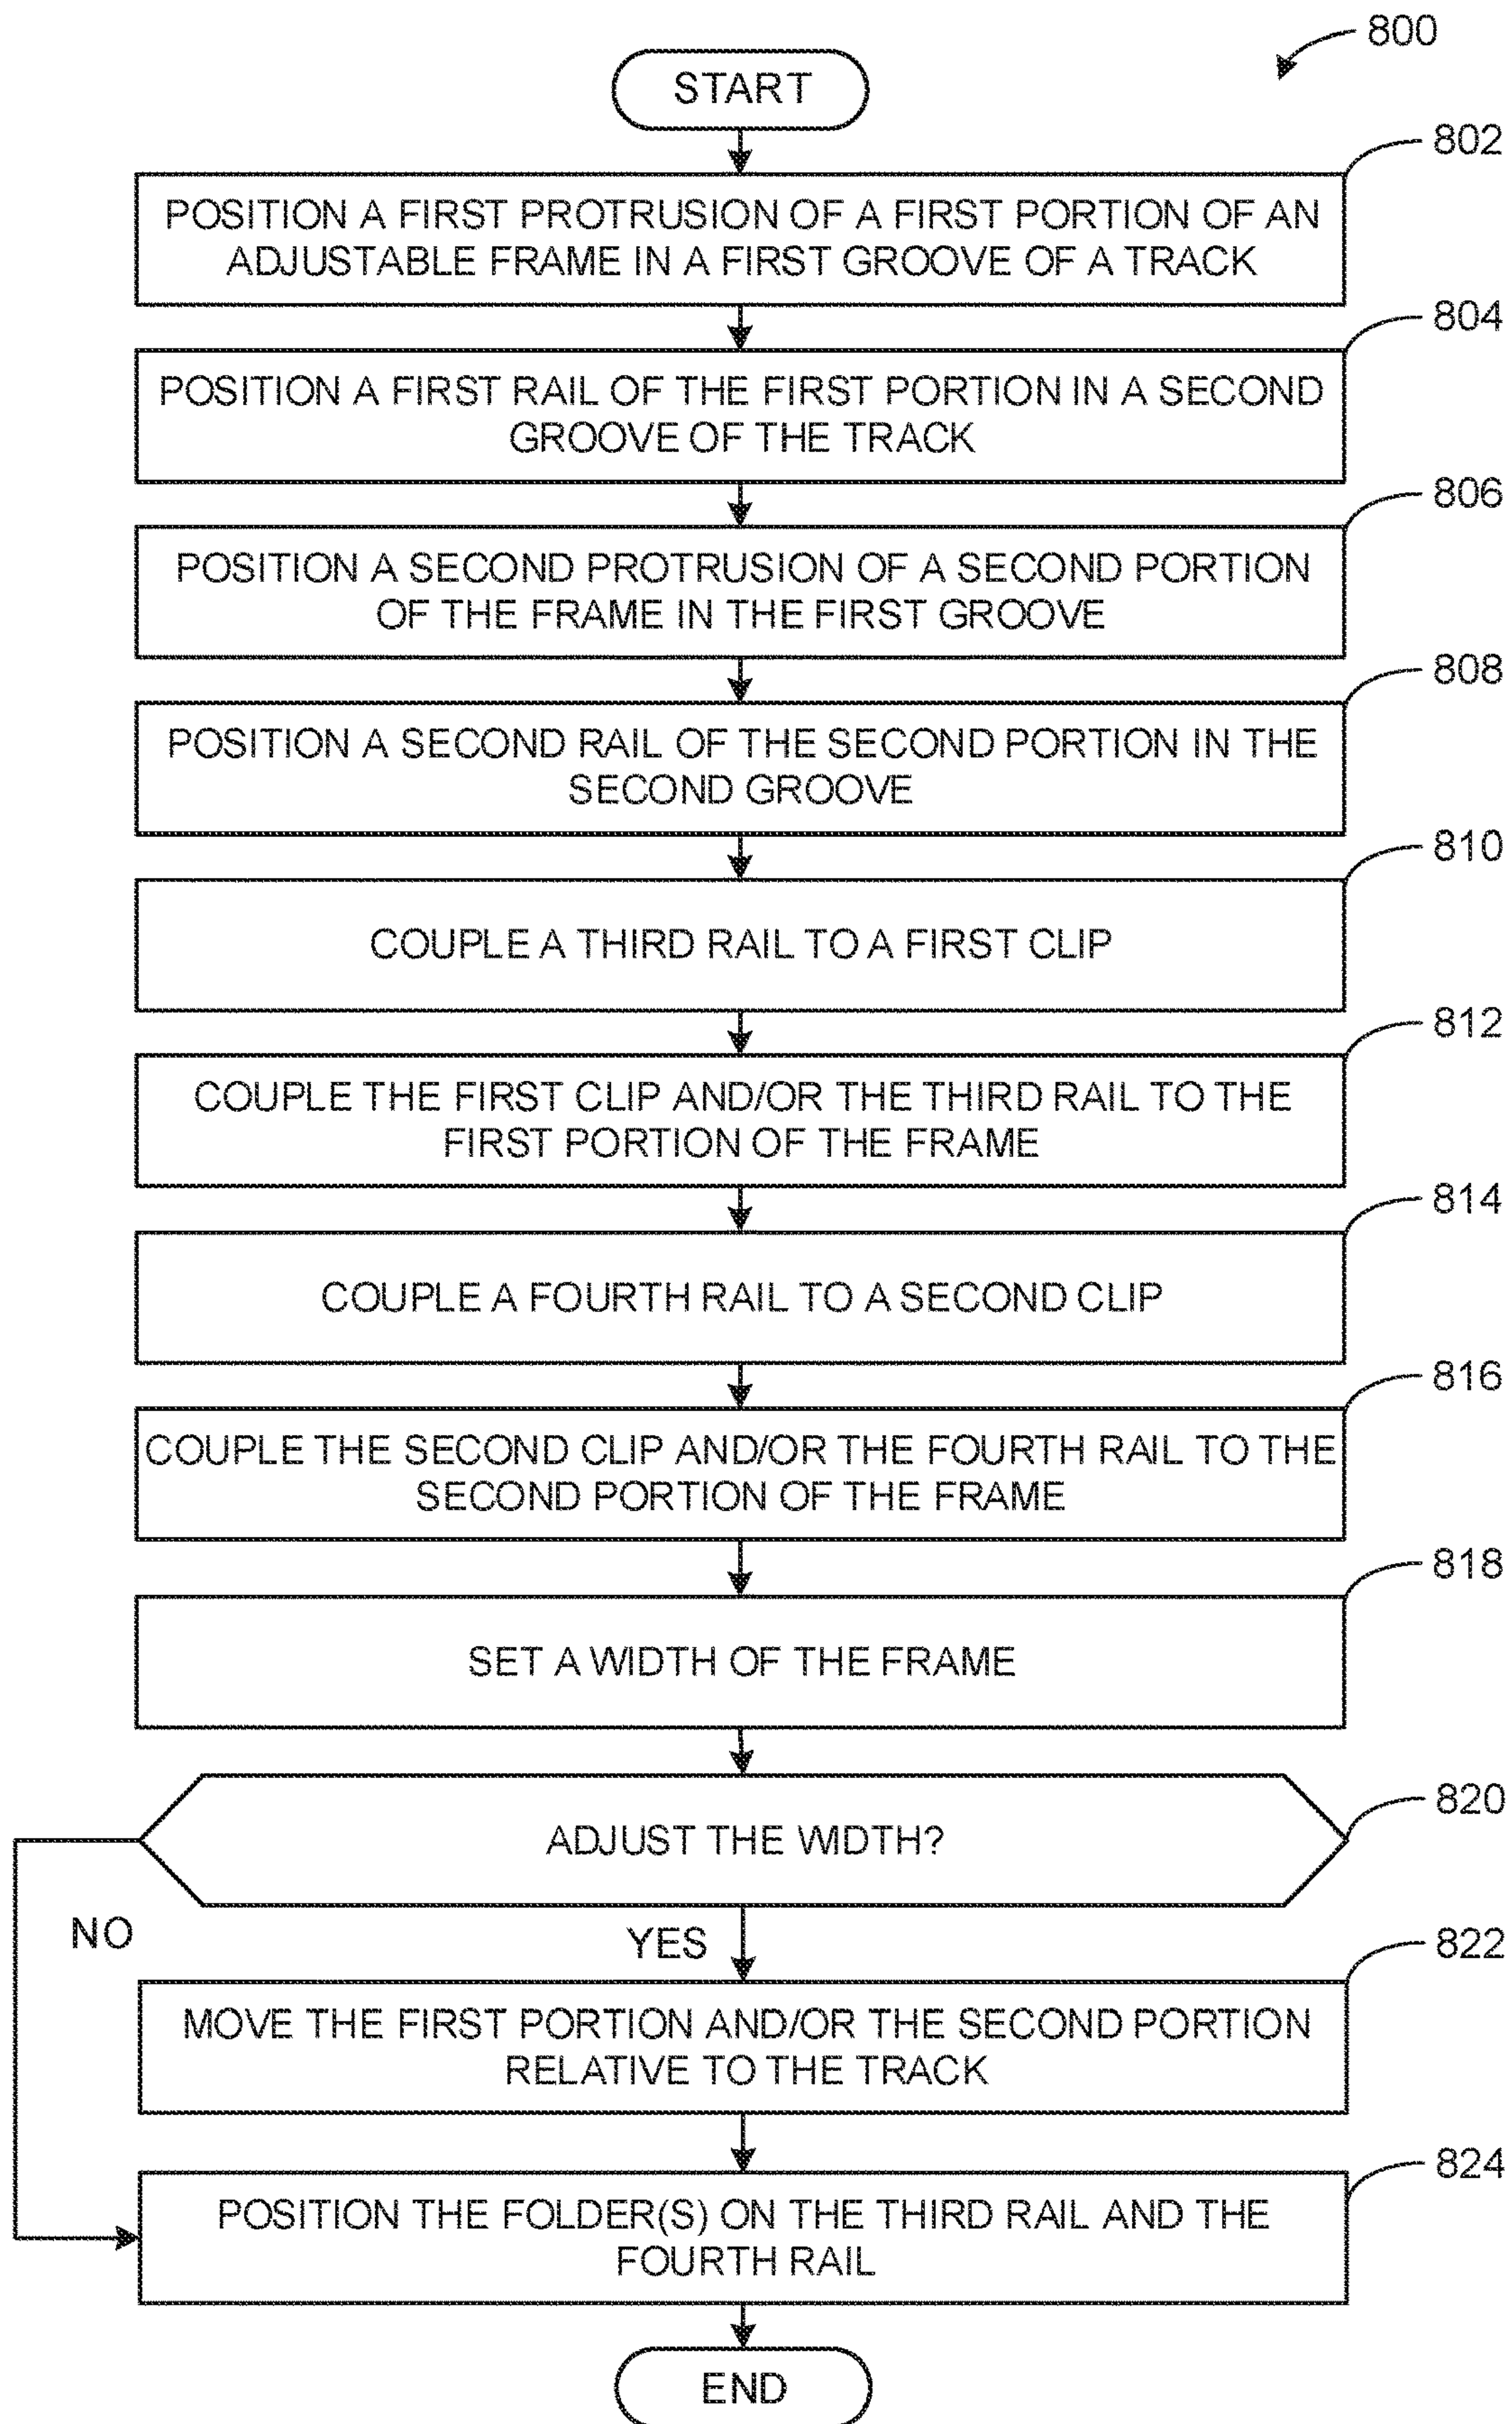 800
START
802
POSITION A FIRST PROTRUSION OF A FIRST PORTION OF AN
ADJUSTABLE FRAME IN A FIRST GROOVE OF A TRACK
804
POSITION A FIRST RAIL OF THE FIRST PORTION IN A SECOND
GROOVE OF THE TRACK
806
POSITION A SECOND PROTRUSION OF A SECOND PORTION
OF THE FRAME IN THE FIRST GROOVE
808
POSITION A SECOND RAIL OF THE SECOND PORTION IN THE
SECOND GROOVE
810
COUPLE A THIRD RAIL TO A FIRST CLIP
812
COUPLE THE FIRST CLIP AND/OR THE THIRD RAIL TO THE
FIRST PORTION OF THE FRAME
814
COUPLE A FOURTH RAIL TO A SECOND CLIP
816
COUPLE THE SECOND CLIP AND/OR THE FOURTH RAIL TO THE
SECOND PORTION OF THE FRAME
818
SET A WIDTH OF THE FRAME
820
ADJUST THE WIDTH?
NO
YES
822
MOVE THE FIRST PORTION AND/OR THE SECOND PORTION
RELATIVE TO THE TRACK
824
POSITION THE FOLDER(S) ON THE THIRD RAIL AND THE
FOURTH RAIL
END